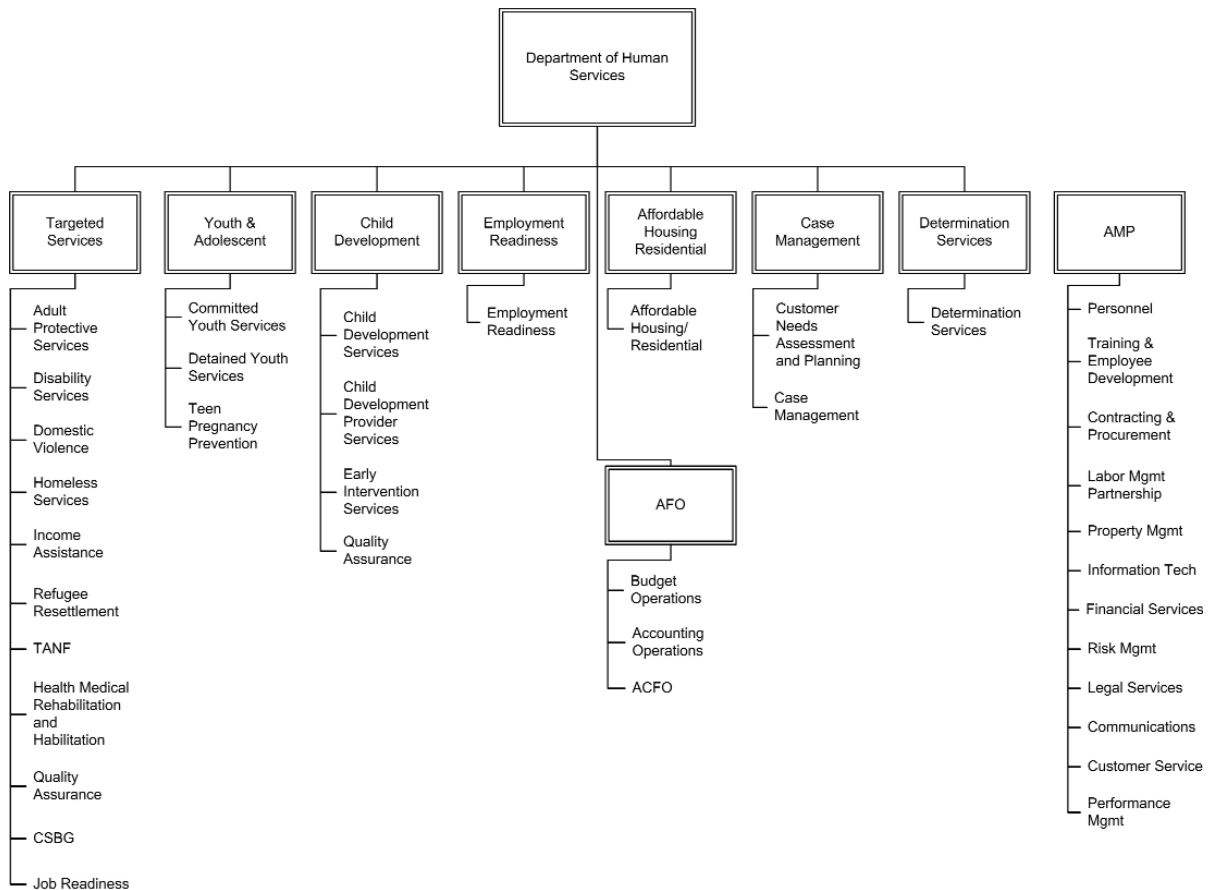 Department of Human
Services
Targeted
Services
Youth &
Adolescent
Child
Development
Employment
Readiness
Affordable
Housing
Residential
Case
Management
Determination
Services
AMP
Adult
Protective
Services
Disability
Services
Domestic
Violence
Homeless
Services
Income
Assistance
Refugee
Resettlement
TANF
Health Medical
Rehabilitation
and
Habilitation
Quality
Assurance
CSBG
Job Readiness
Committed
Youth Services
Detained Youth
Services
Teen
Pregnancy
Prevention
Child
Development
Services
Child
Development
Provider
Services
Early
Intervention
Services
Quality
Assurance
Employment
Readiness
Affordable
Housing/
Residential
AFO
Budget
Operations
Accounting
Operations
ACFO
Customer
Needs
Assessment
and Planning
Case
Management
Determination
Services
Personnel
Training &
Employee
Development
Contracting &
Procurement
Labor Mgmt
Partnership
Property Mgmt
Information Tech
Financial Services
Risk Mgmt
Legal Services
Communications
Customer Service
Performance
Mgmt